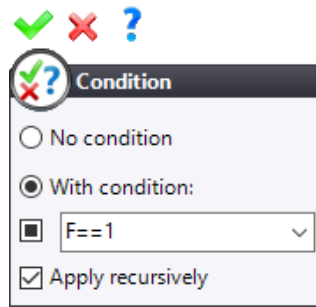 Condition
No condition
With condition:
F==1
Apply recursively